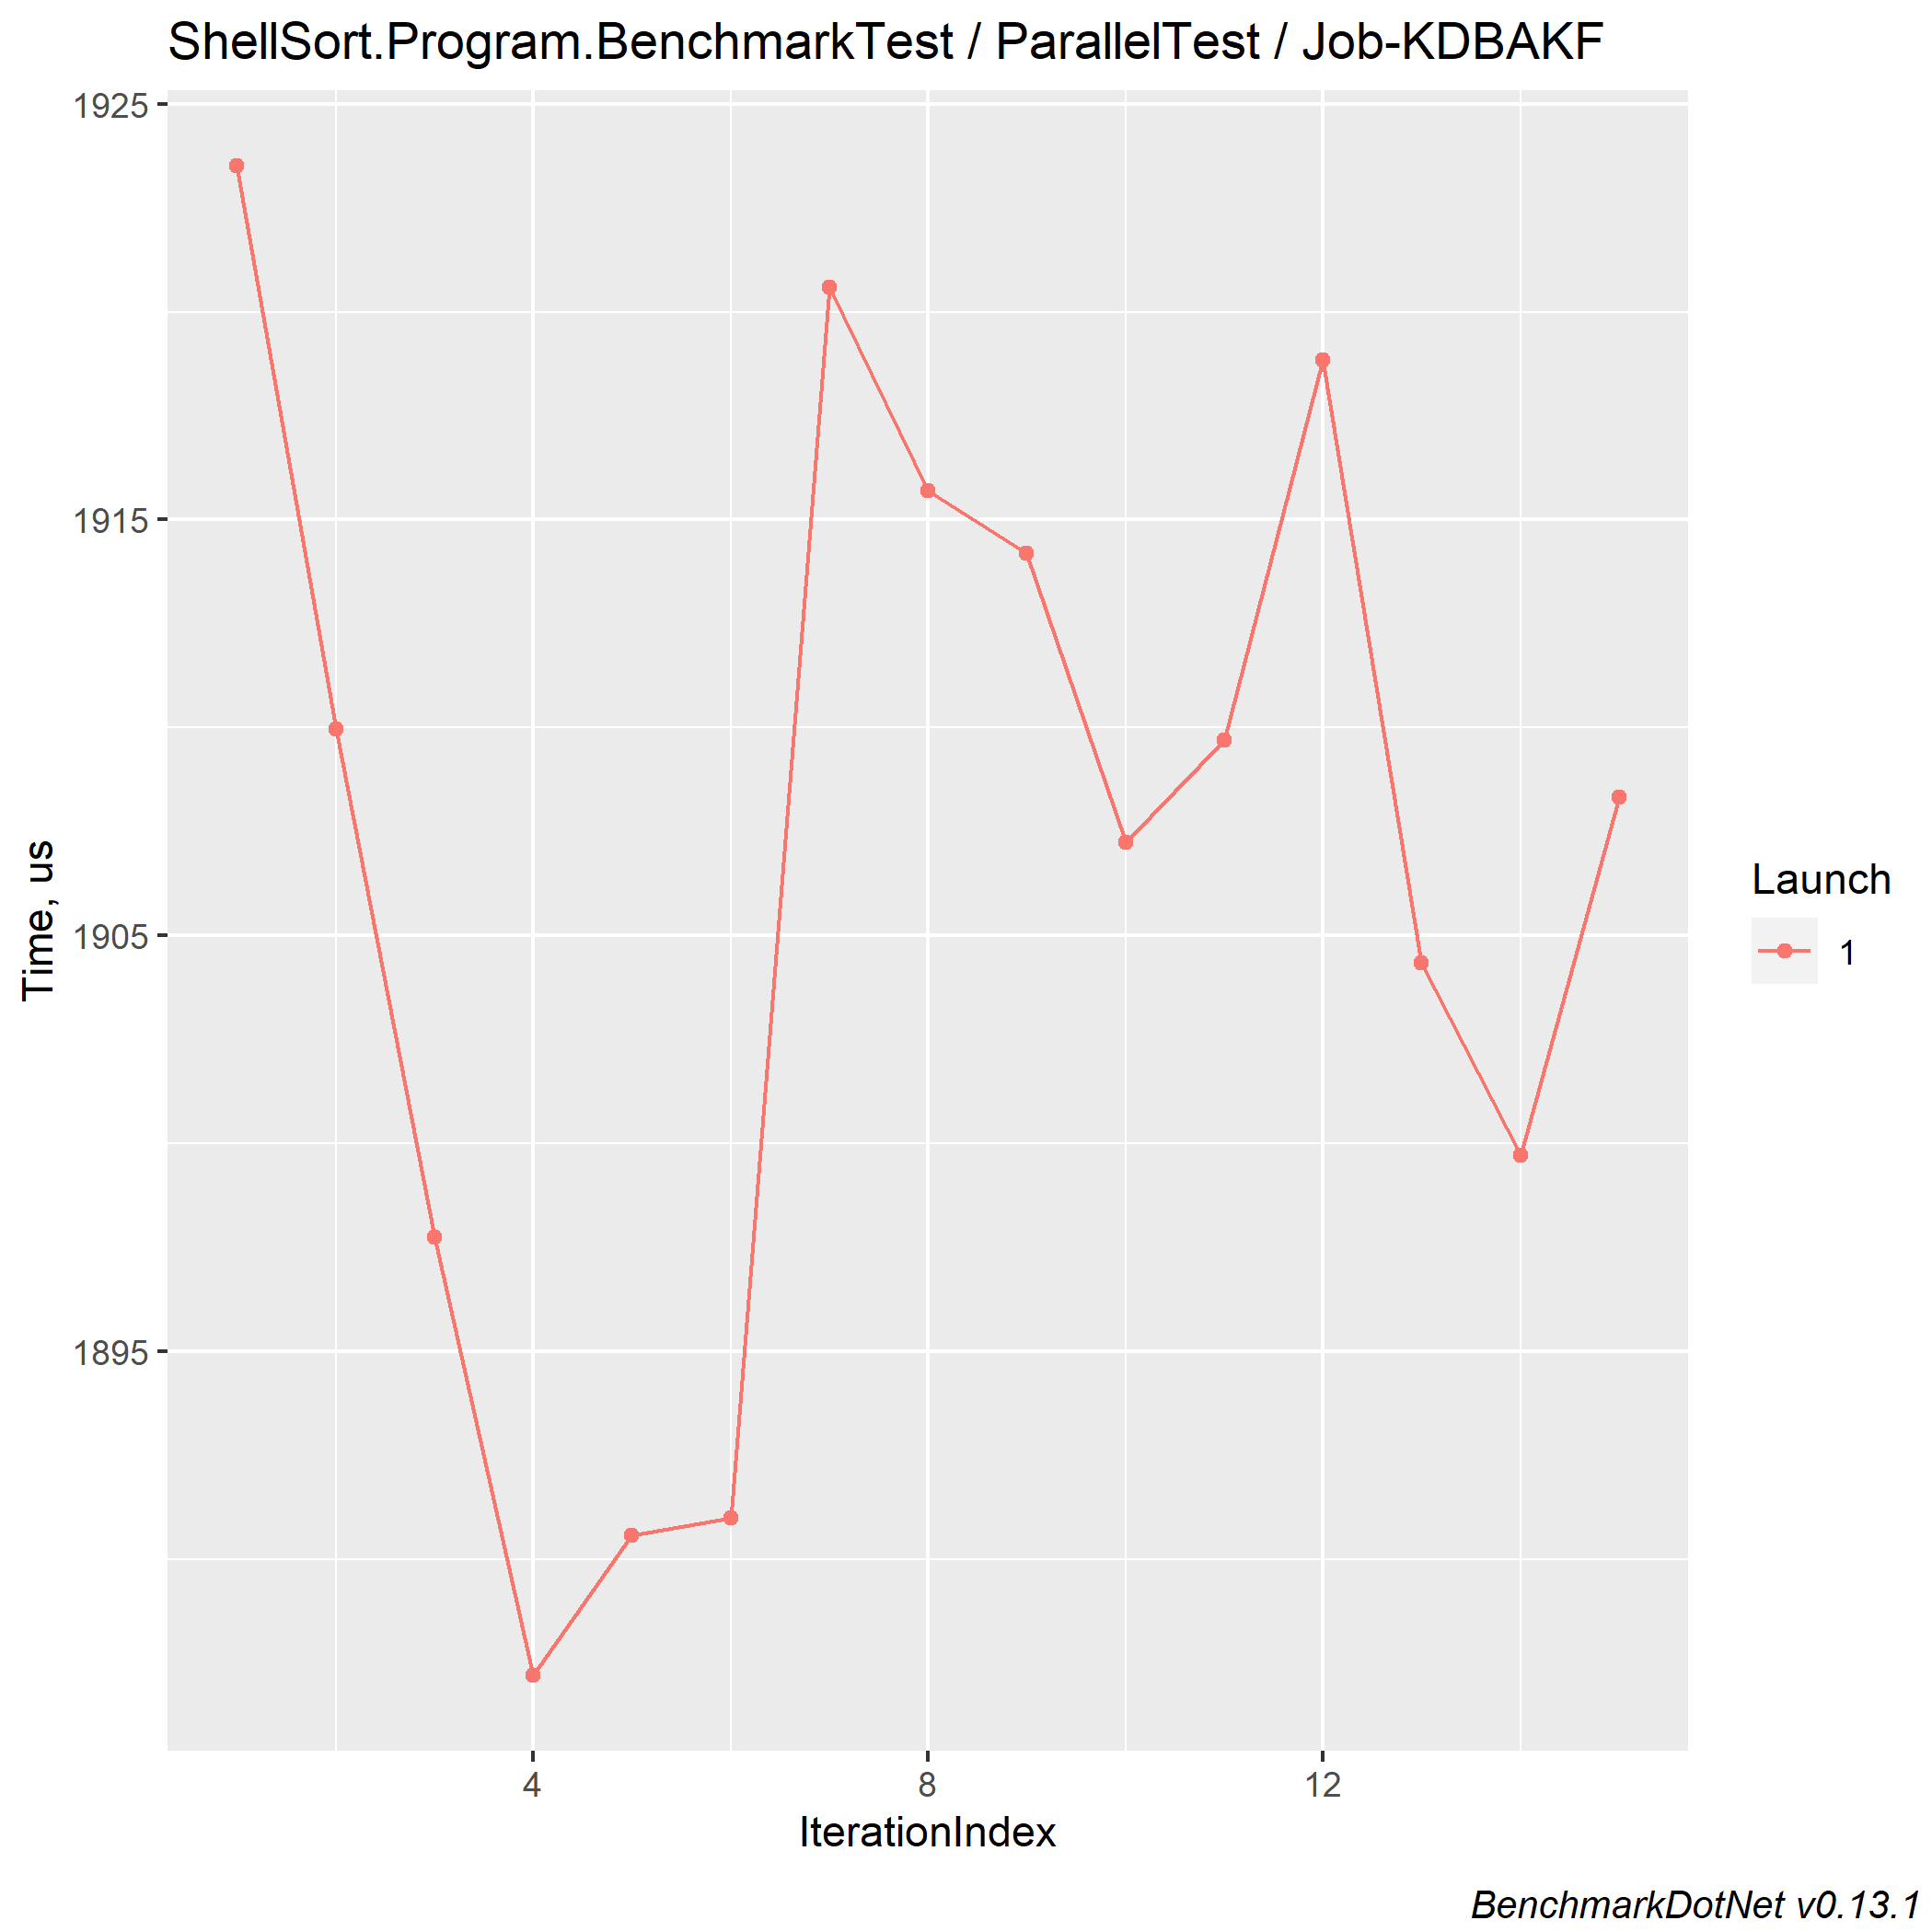 ShellSort.Program.BenchmarkTest / ParallelTest / Job-KDBAKF
1925
1915
1905
1895
Time, us
4 8 12
IterationIndex
Launch
1
BenchmarkDotNet v0.13.1